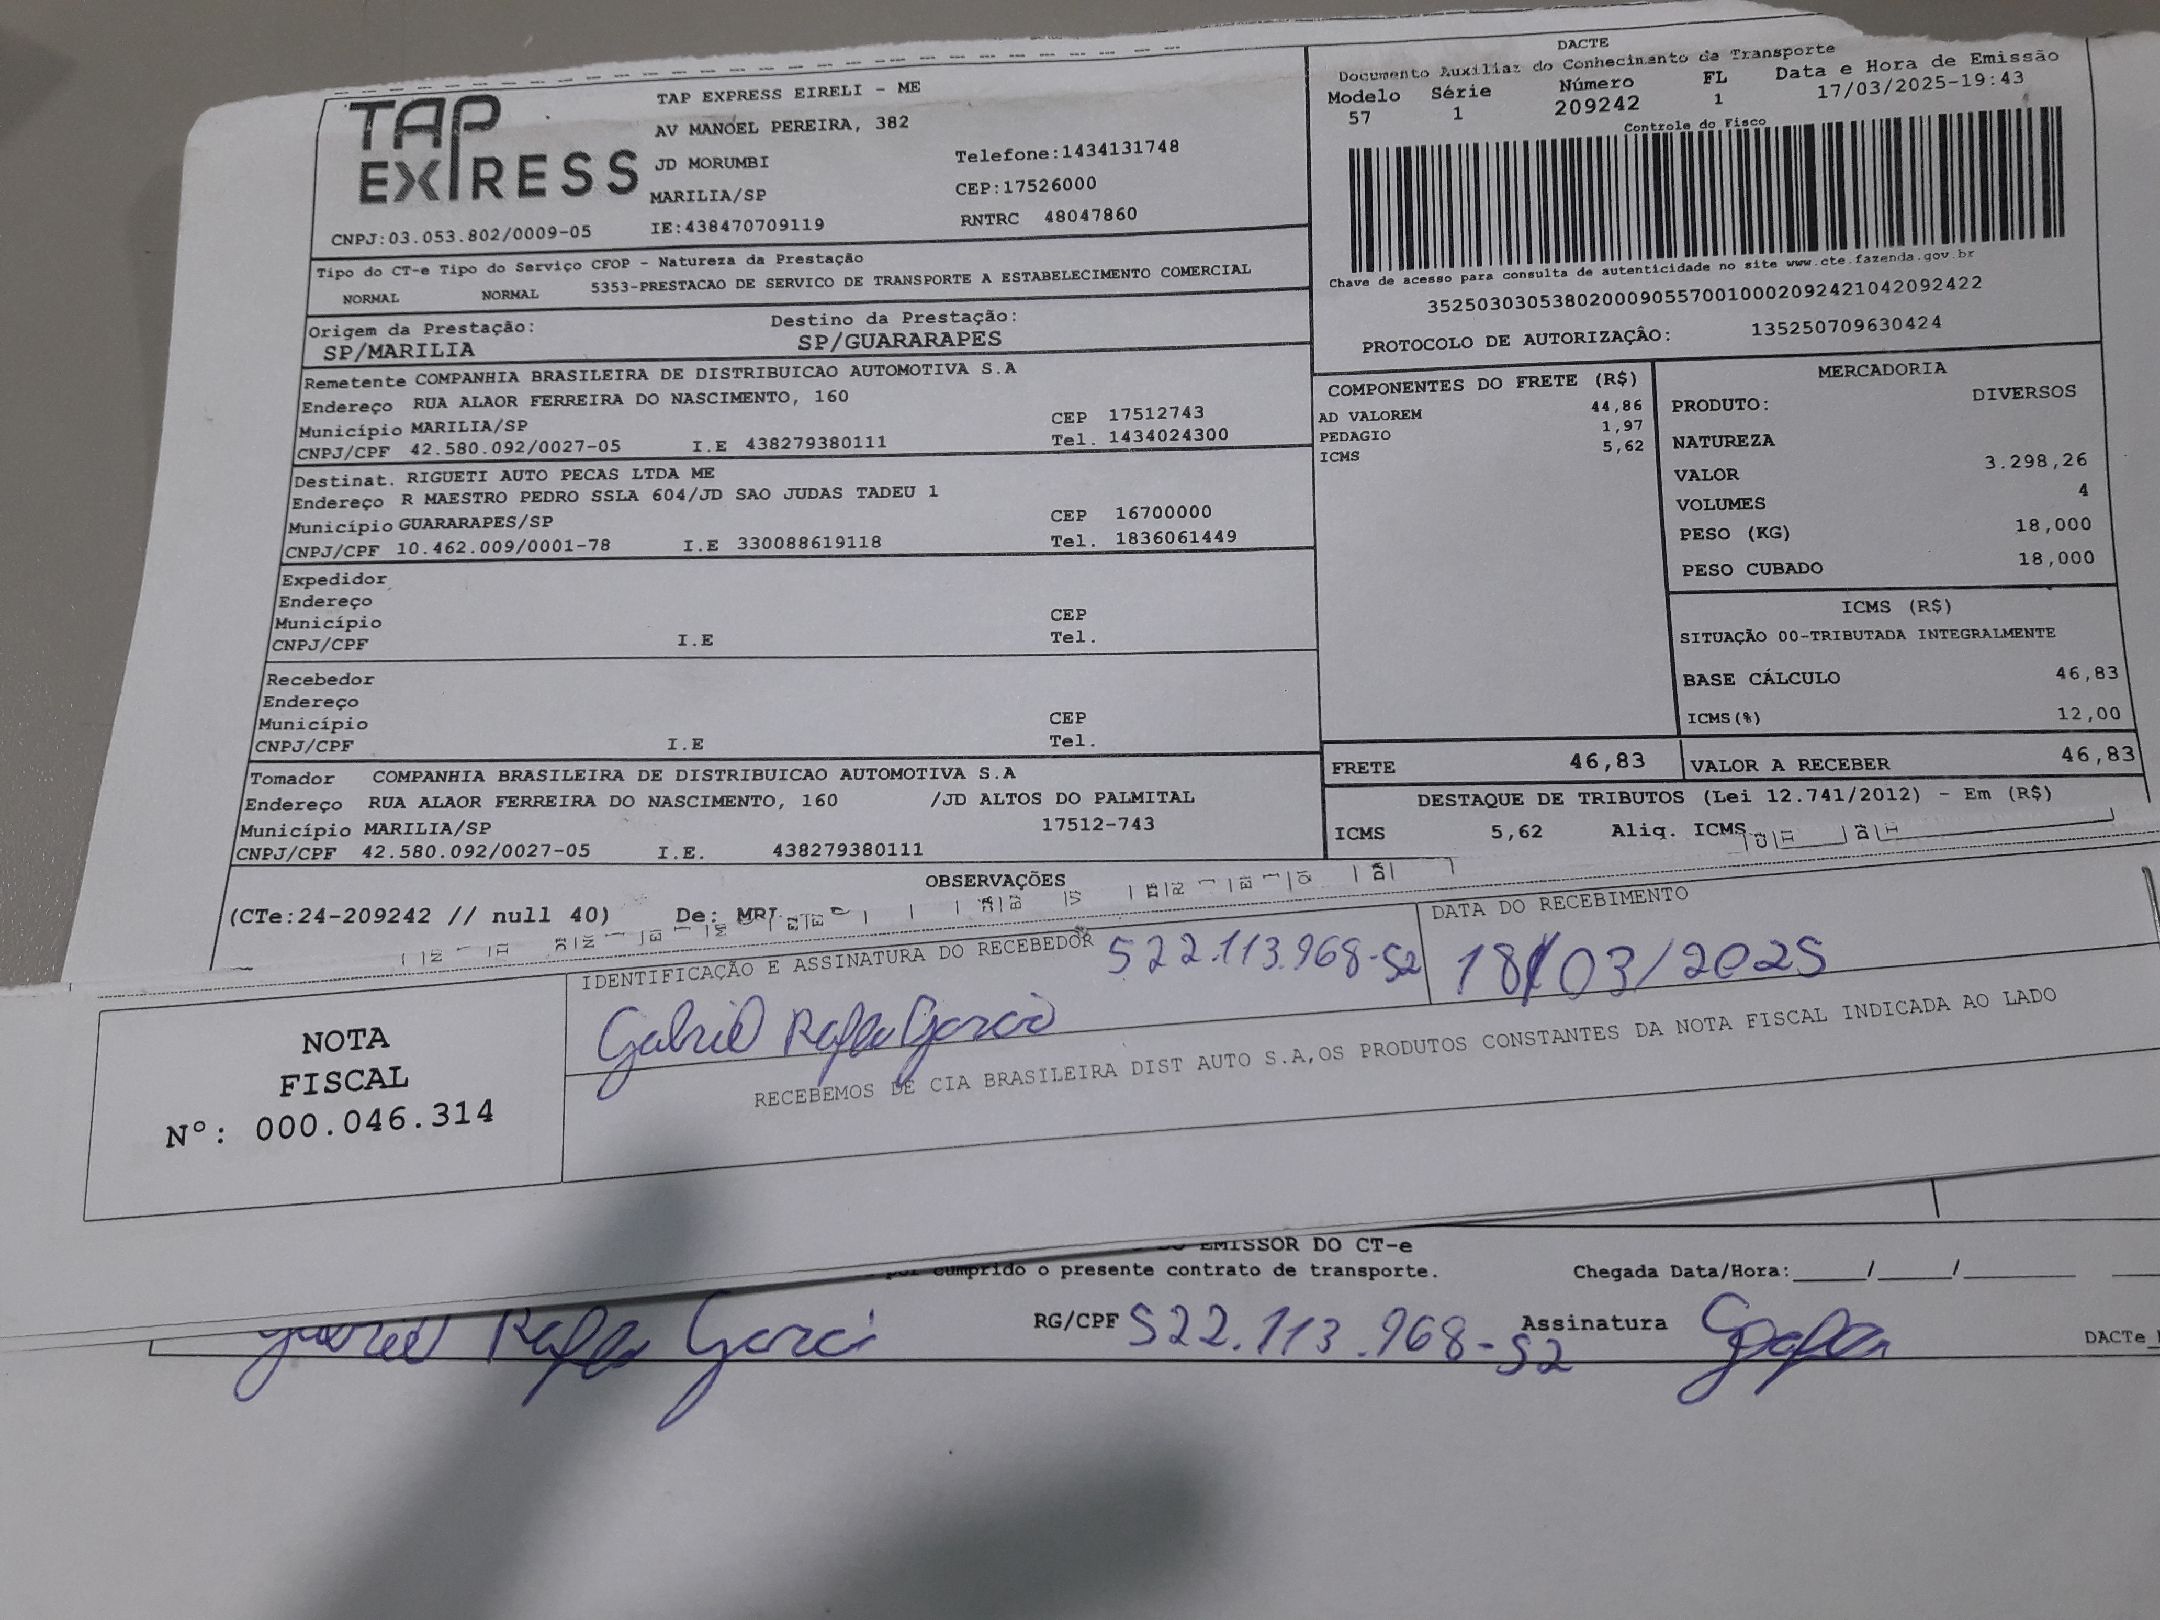 TAP EXPRESS
TAP EXPRESS EIRELI - ME
AV MANOEL PEREIRA, 382
JD MORUMBI
Telefone:1434131748
MARILIA/SP
CEP:17526000
CNPJ:03.053.802/0009-05
IE:438470709119
RNTRC 48047860
DACTE
Documento Auxiliar do Conhecimento de Transporte
Modelo Série Número FL Data e Hora de Emissão
57 1 209242 1 17/03/2025-19:43
Controle do Fisco
Chave de acesso para consulta de autenticidade no site www.cte.fazenda.gov.br
35250303053802000905570010002092421042092422
PROTOCOLO DE AUTORIZAÇÂO: 135250709630424
Tipo do CT-e Tipo do Serviço CFOP - Natureza da Prestação
NORMAL NORMAL 5353-PRESTACAO DE SERVICO DE TRANSPORTE A ESTABELECIMENTO COMERCIAL
Origem da Prestação: Destino da Prestação:
SP/MARILIA SP/GUARARAPES
Remetente COMPANHIA BRASILEIRA DE DISTRIBUICAO AUTOMOTIVA S.A
Endereço RUA ALAOR FERREIRA DO NASCIMENTO, 160
Município MARILIA/SP CEP 17512743
CNPJ/CPF 42.580.092/0027-05 I.E 438279380111 Tel. 1434024300
Destinat. RIGUETI AUTO PECAS LTDA ME
Endereço R MAESTRO PEDRO SSLA 604/JD SAO JUDAS TADEU 1
Município GUARARAPES/SP CEP 16700000
CNPJ/CPF 10.462.009/0001-78 I.E 330088619118 Tel. 1836061449
Expedidor
Endereço
Município CEP
CNPJ/CPF I.E Tel.
Recebedor
Endereço
Município CEP
CNPJ/CPF I.E Tel.
Tomador COMPANHIA BRASILEIRA DE DISTRIBUICAO AUTOMOTIVA S.A
Endereço RUA ALAOR FERREIRA DO NASCIMENTO, 160 /JD ALTOS DO PALMITAL
Município MARILIA/SP 17512-743
CNPJ/CPF 42.580.092/0027-05 I.E. 438279380111
COMPONENTES DO FRETE (R$)
AD VALOREM 44,86
PEDAGIO 1,97
ICMS 5,62
MERCADORIA
PRODUTO: DIVERSOS
NATUREZA
VALOR 3.298,26
VOLUMES 4
PESO (KG) 18,000
PESO CUBADO 18,000
ICMS (R$)
SITUAÇÃO 00-TRIBUTADA INTEGRALMENTE
BASE CÁLCULO 46,83
ICMS(%) 12,00
FRETE 46,83 VALOR A RECEBER 46,83
DESTAQUE DE TRIBUTOS (Lei 12.741/2012) - Em (R$)
ICMS 5,62 Aliq. ICMS
OBSERVAÇÕES
(CTe:24-209242 // null 40) De:
NOTA
FISCAL
Nº: 000.046.314
IDENTIFICAÇÃO E ASSINATURA DO RECEBEDOR 522.113.968-52
Gabriel Rafael Garcia
DATA DO RECEBIMENTO
18/03/2025
RECEBEMOS DE CIA BRASILEIRA DIST AUTO S.A,OS PRODUTOS CONSTANTES DA NOTA FISCAL INDICADA AO LADO
EMISSOR DO CT-e
cumprido o presente contrato de transporte. Chegada Data/Hora:_____/_____/_____
Gabriel Rafael Garci RG/CPF 522.113.968-52 Assinatura
DACTe